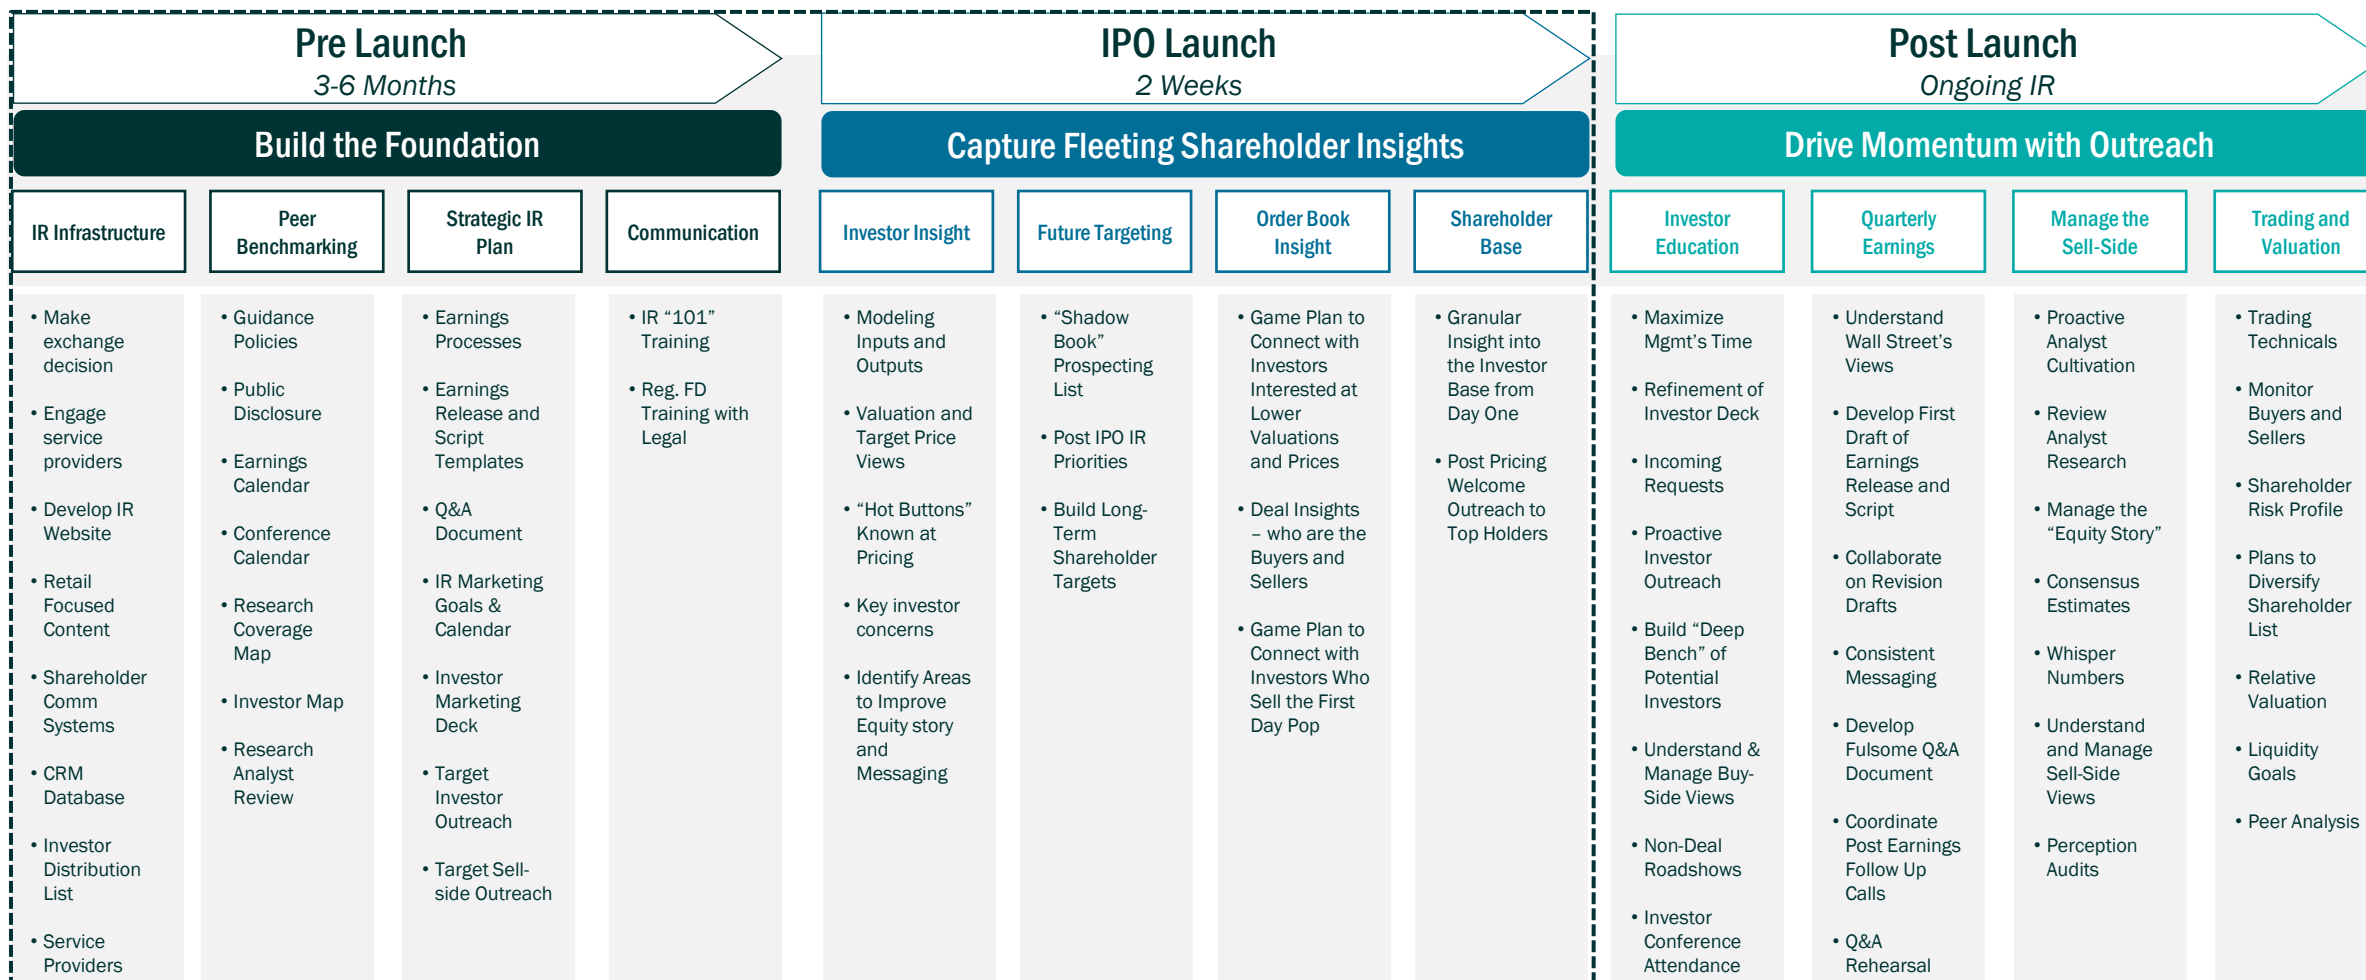 Pre Launch
3-6 Months
IPO Launch
2 Weeks
Post Launch
Ongoing IR
Build the Foundation
Capture Fleeting Shareholder Insights
Drive Momentum with Outreach
IR Infrastructure
Peer
Benchmarking
Strategic IR
Plan
Communication
Investor Insight
Future Targeting
Order Book
Insight
Shareholder
Base
Investor
Education
Quarterly
Earnings
Manage the
Sell-Side
Trading and
Valuation
• Make
exchange
decision
• Engage
service
providers
• Develop IR
Website
• Retail
Focused
Content
• Shareholder
Comm
Systems
• CRM
Database
• Investor
Distribution
List
• Service
Providers
• Guidance
Policies
• Public
Disclosure
• Earnings
Calendar
• Conference
Calendar
• Research
Coverage
Map
• Investor Map
• Research
Analyst
Review
• Earnings
Processes
• Earnings
Release and
Script
Templates
• Q&A
Document
• IR Marketing
Goals &
Calendar
• Investor
Marketing
Deck
• Target
Investor
Outreach
• Target Sell-
side Outreach
• IR “101”
Training
• Reg. FD
Training with
Legal
• Modeling
Inputs and
Outputs
• Valuation and
Target Price
Views
• “Hot Buttons”
Known at
Pricing
• Key investor
concerns
• Identify Areas
to Improve
Equity story
and
Messaging
• “Shadow
Book”
Prospecting
List
• Post IPO IR
Priorities
• Build Long-
Term
Shareholder
Targets
• Game Plan to
Connect with
Investors
Interested at
Lower
Valuations
and Prices
• Deal Insights
– who are the
Buyers and
Sellers
• Game Plan to
Connect with
Investors Who
Sell the First
Day Pop
• Granular
Insight into
the Investor
Base from
Day One
• Post Pricing
Welcome
Outreach to
Top Holders
• Maximize
Mgmt’s Time
• Refinement of
Investor Deck
• Incoming
Requests
• Proactive
Investor
Outreach
• Build “Deep
Bench” of
Potential
Investors
• Understand &
Manage Buy-
Side Views
• Non-Deal
Roadshows
• Investor
Conference
Attendance
• Understand
Wall Street’s
Views
• Develop First
Draft of
Earnings
Release and
Script
• Collaborate
on Revision
Drafts
• Consistent
Messaging
• Develop
Fulsome Q&A
Document
• Coordinate
Post Earnings
Follow Up
Calls
• Q&A
Rehearsal
• Proactive
Analyst
Cultivation
• Review
Analyst
Research
• Manage the
“Equity Story”
• Consensus
Estimates
• Whisper
Numbers
• Understand
and Manage
Sell-Side
Views
• Perception
Audits
• Trading
Technicals
• Monitor
Buyers and
Sellers
• Shareholder
Risk Profile
• Plans to
Diversify
Shareholder
List
• Relative
Valuation
• Liquidity
Goals
• Peer Analysis